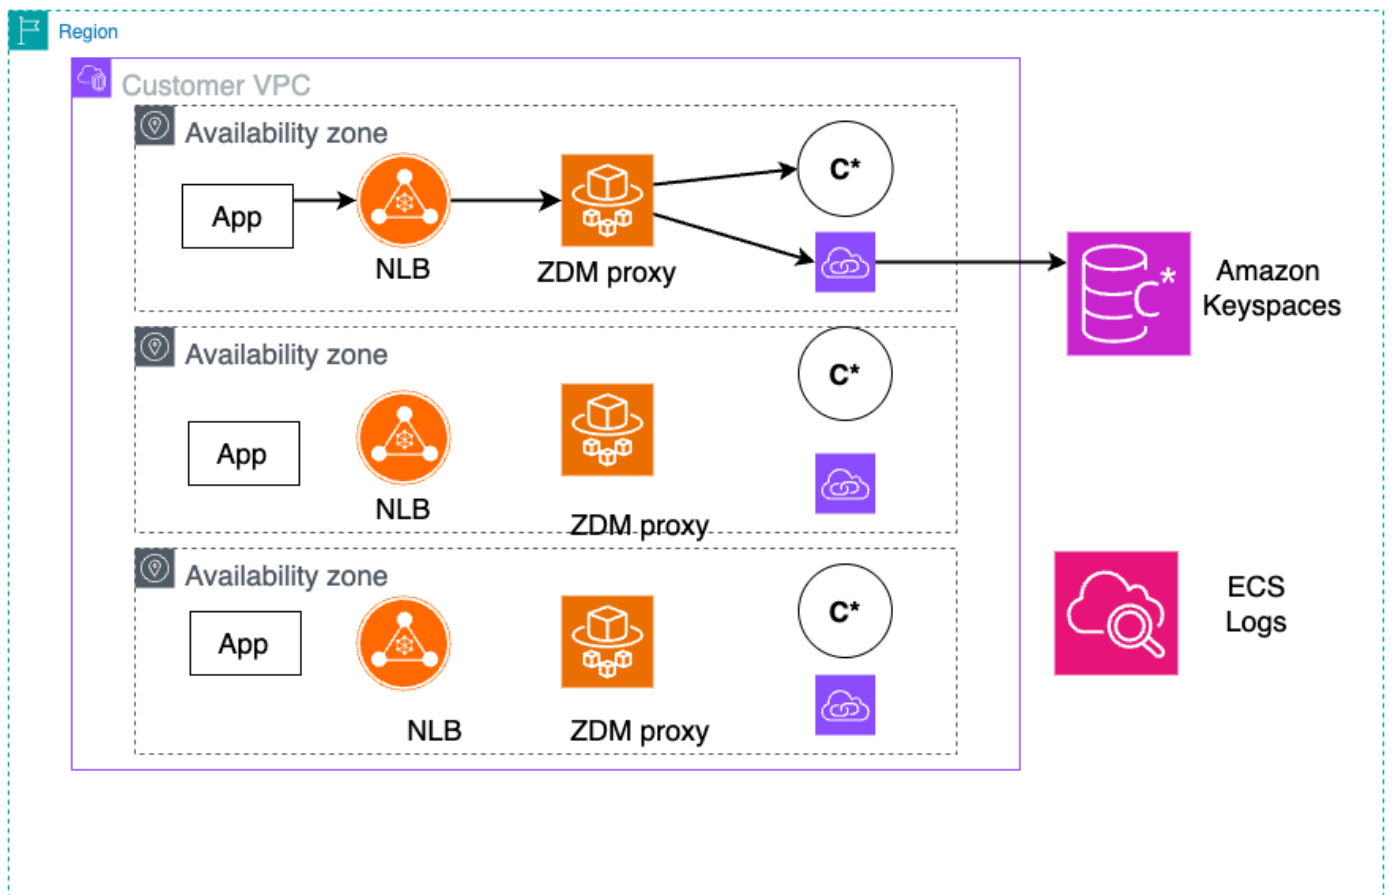 Region
Customer VPC
Availability zone
App
NLB
ZDM proxy
C*
C*
Amazon
Keyspaces
Availability zone
App
NLB
ZDM proxy
C*
Availability zone
App
NLB
ZDM proxy
C*
ECS
Logs